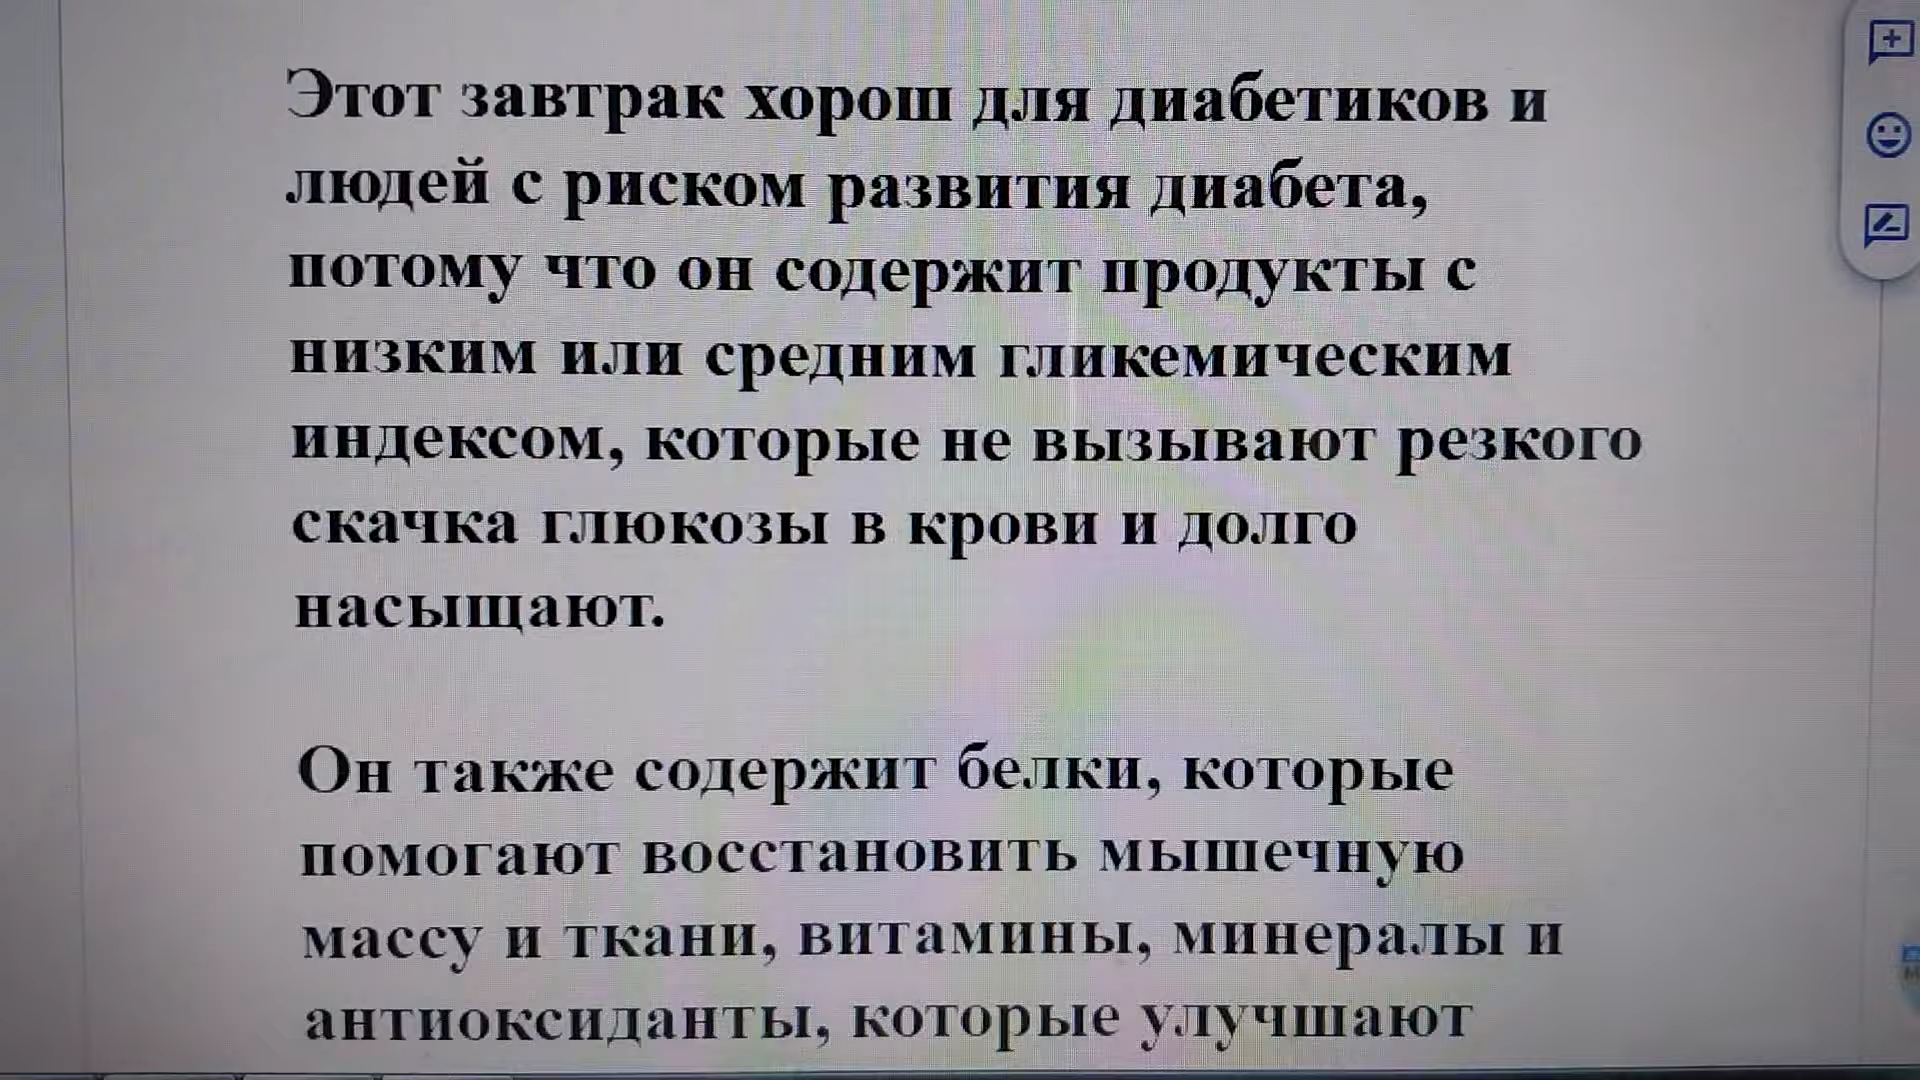 Этот завтрак хорош для диабетиков и
людей с риском развития диабета,
потому что он содержит продукты с
низким или средним гликемическим
индексом, которые не вызывают резкого
скачка глюкозы в крови и долго
насыщают.
Он также содержит белки, которые
помогают восстановить мышечную
массу и ткани, витамины, минералы и
антиоксиданты, которые улучшают